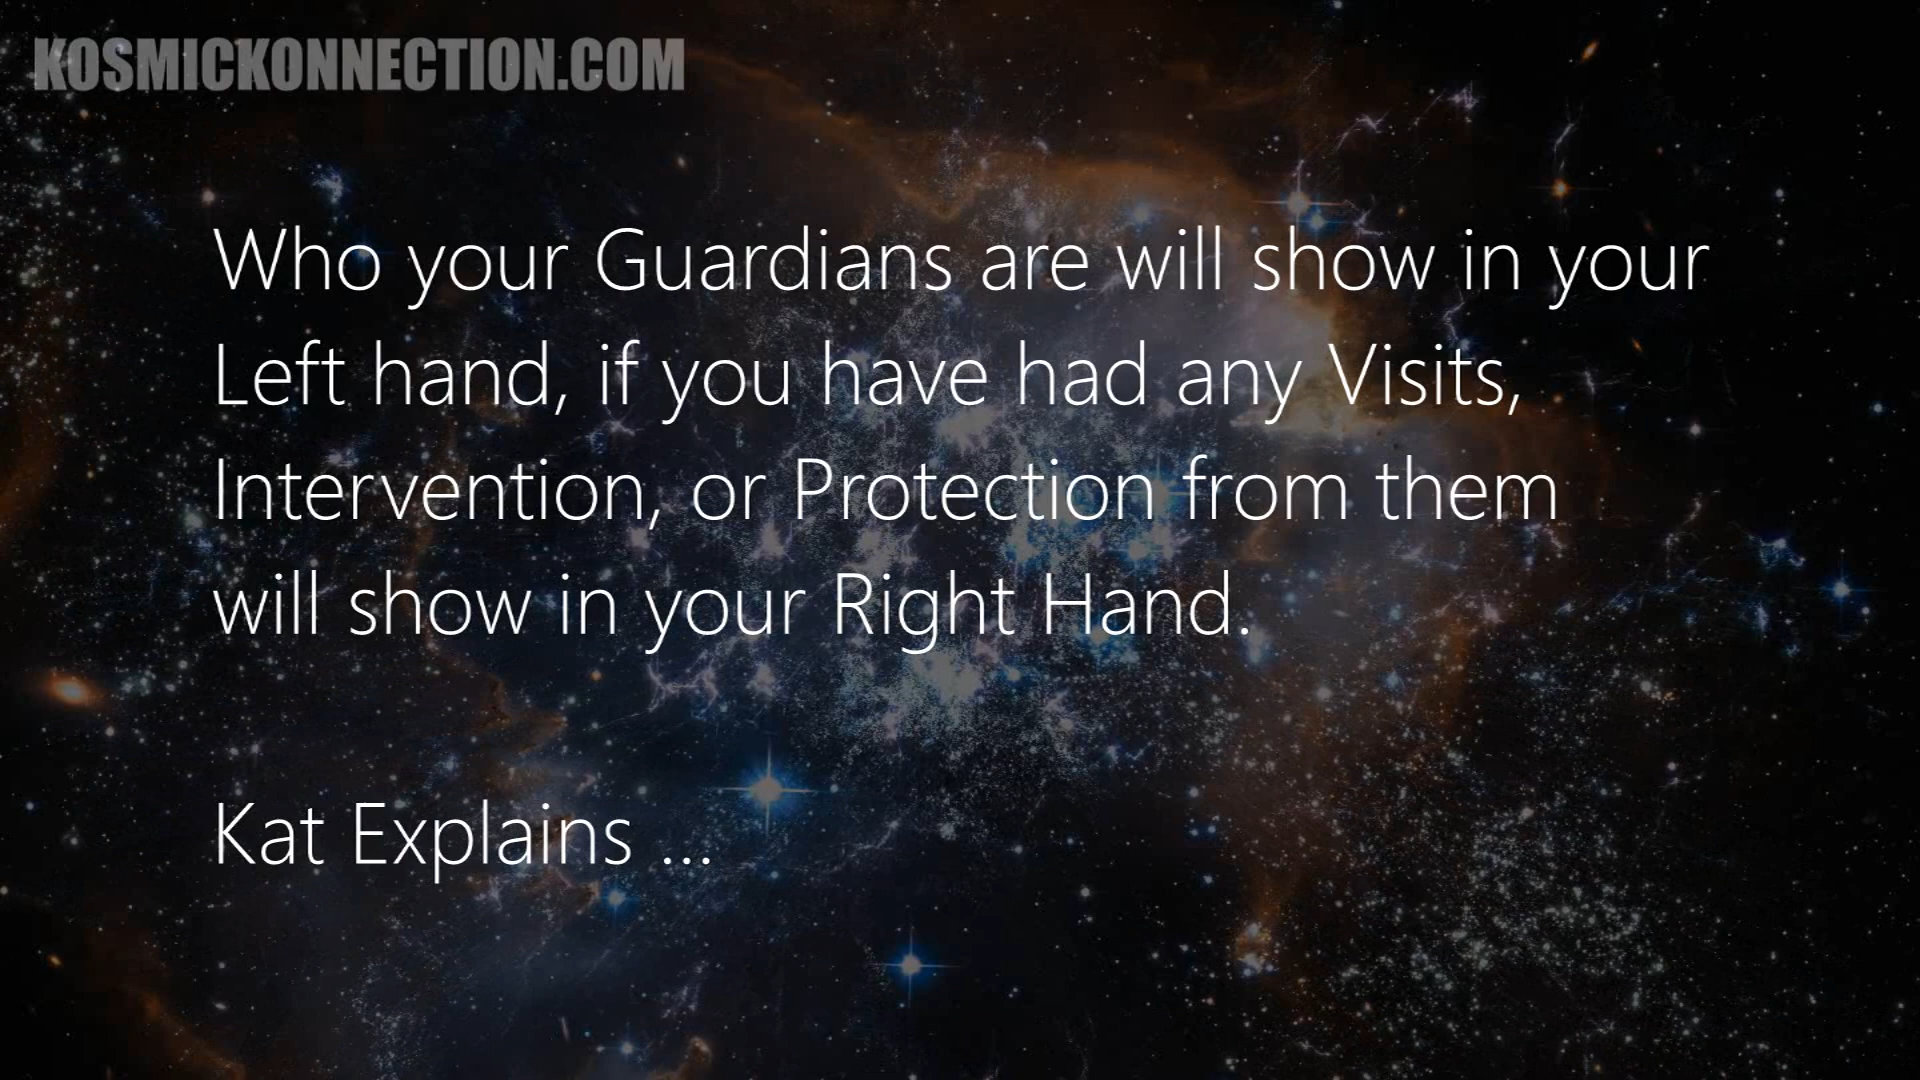 KOSMICKONNECTION.COM
Who your Guardians are will show in your
Left hand, if you have had any Visits,
Intervention, or Protection from them
will show in your Right Hand.
Kat Explains ...